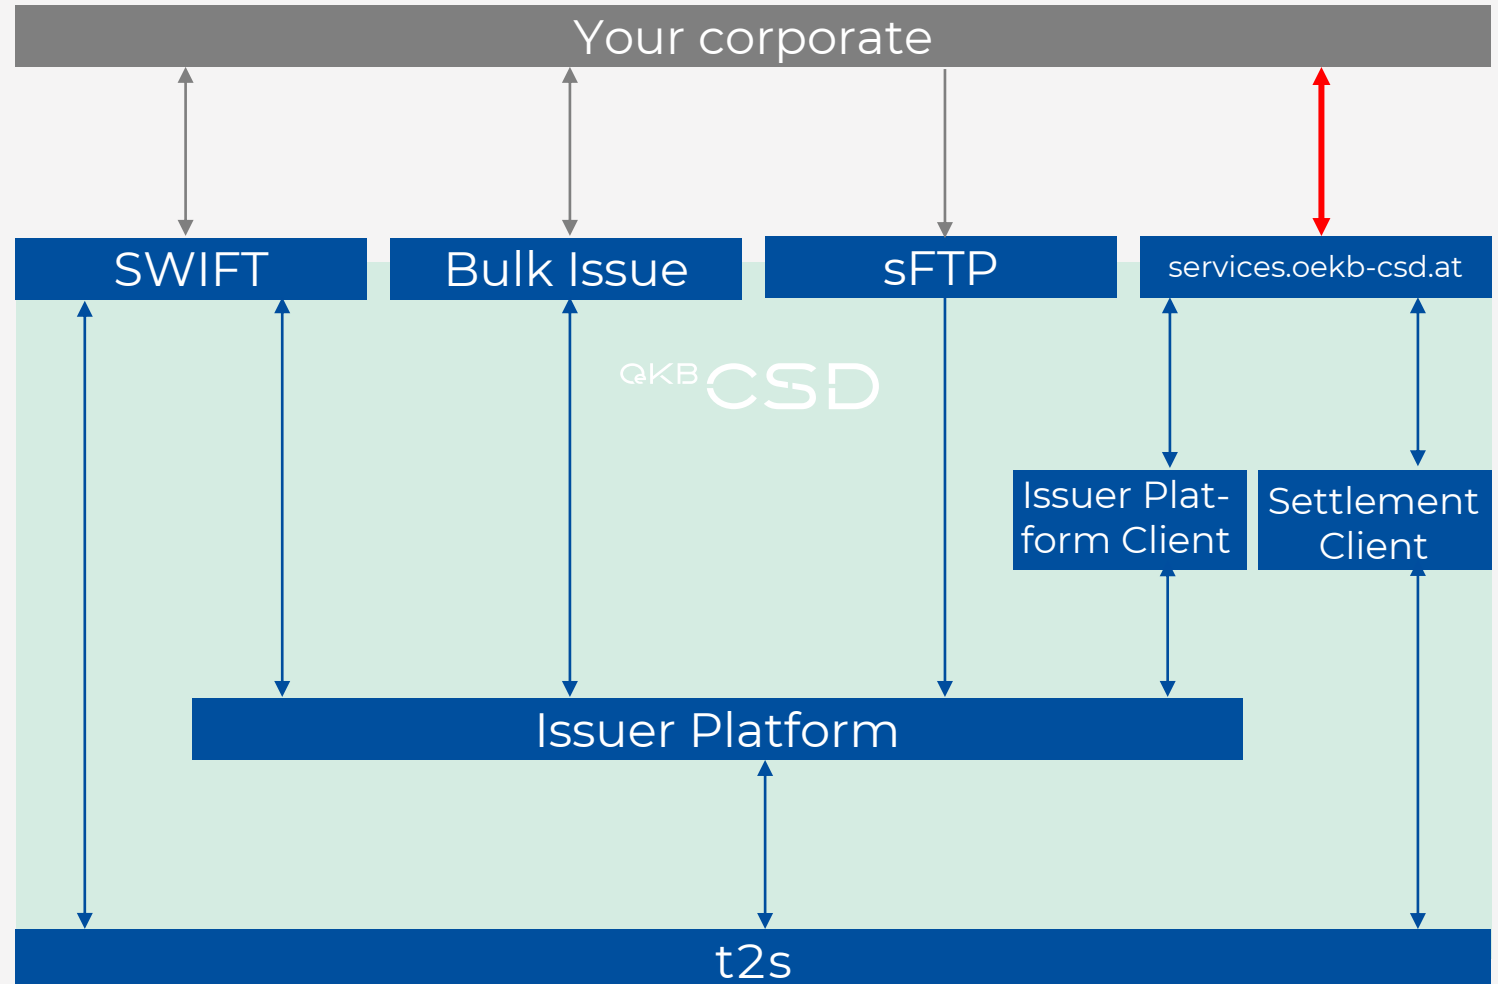 Your corporate
SWIFT
Bulk Issue
sFTP
services.oekb-csd.at
OeKB CSD
Issuer Plat-
form Client
Settlement
Client
Issuer Platform
t2s